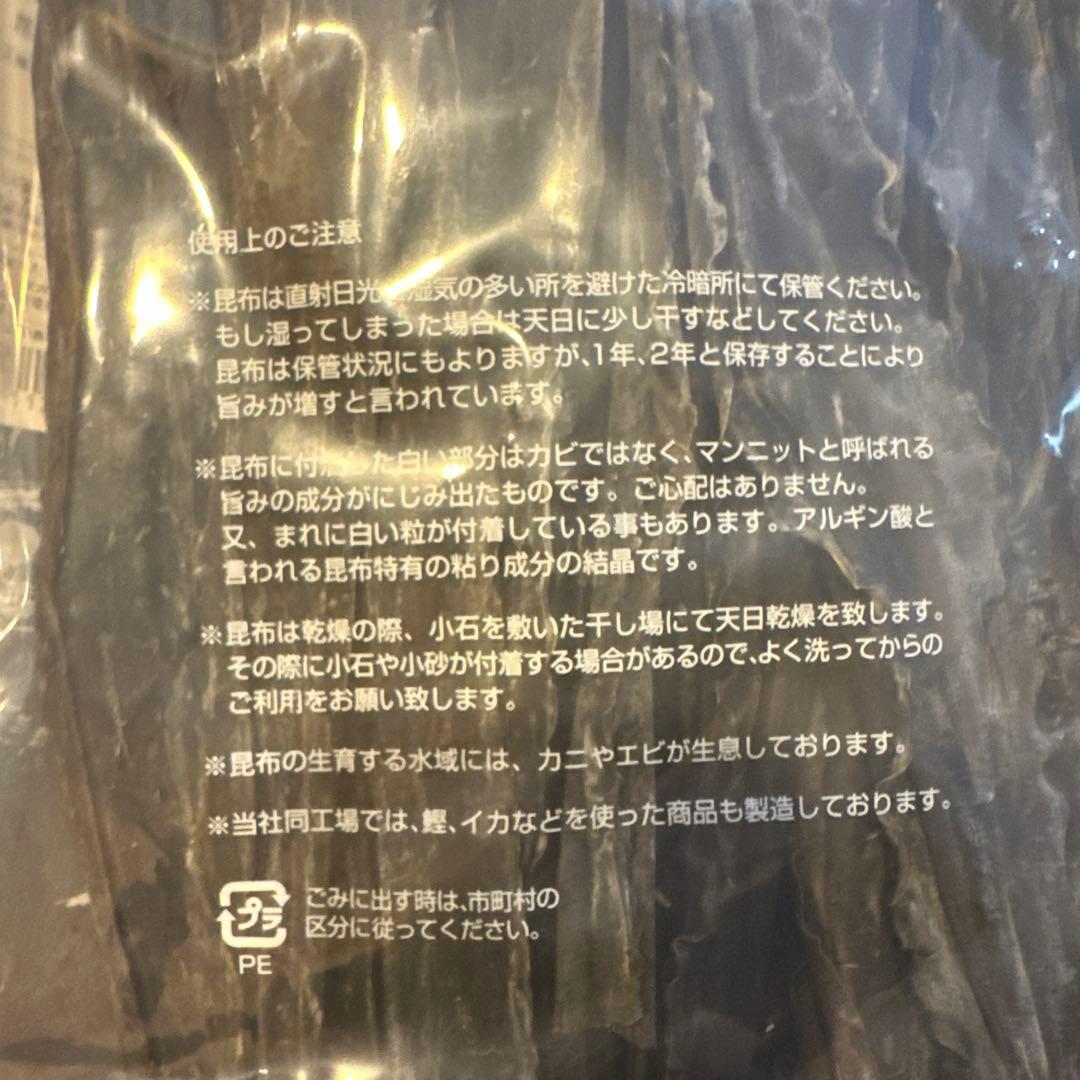 使用上のご注意
※昆布は直射日光 湿気の多い所を避けた冷暗所にて保管ください。
もし湿ってしまった場合は天日に少し干すなどしてください。
昆布は保管状況にもよりますが、1年、2年と保存することにより
旨みが増すと言われています。
※昆布に付着した白い部分はカビではなく、マンニットと呼ばれる
旨みの成分がにじみ出たものです。ご心配はありません。
又、まれに白い粒が付着している事もあります。アルギン酸と
言われる昆布特有の粘り成分の結晶です。
※昆布は乾燥の際、小石を敷いた干し場にて天日乾燥を致します。
その際に小石や小砂が付着する場合があるので、よく洗ってからの
ご利用をお願い致します。
※昆布の生育する水域には、カニやエビが生息しております。
※当社同工場では、鰹、イカなどを使った商品も製造しております。
プラ
ごみに出す時は、市町村の
区分に従ってください。
PE